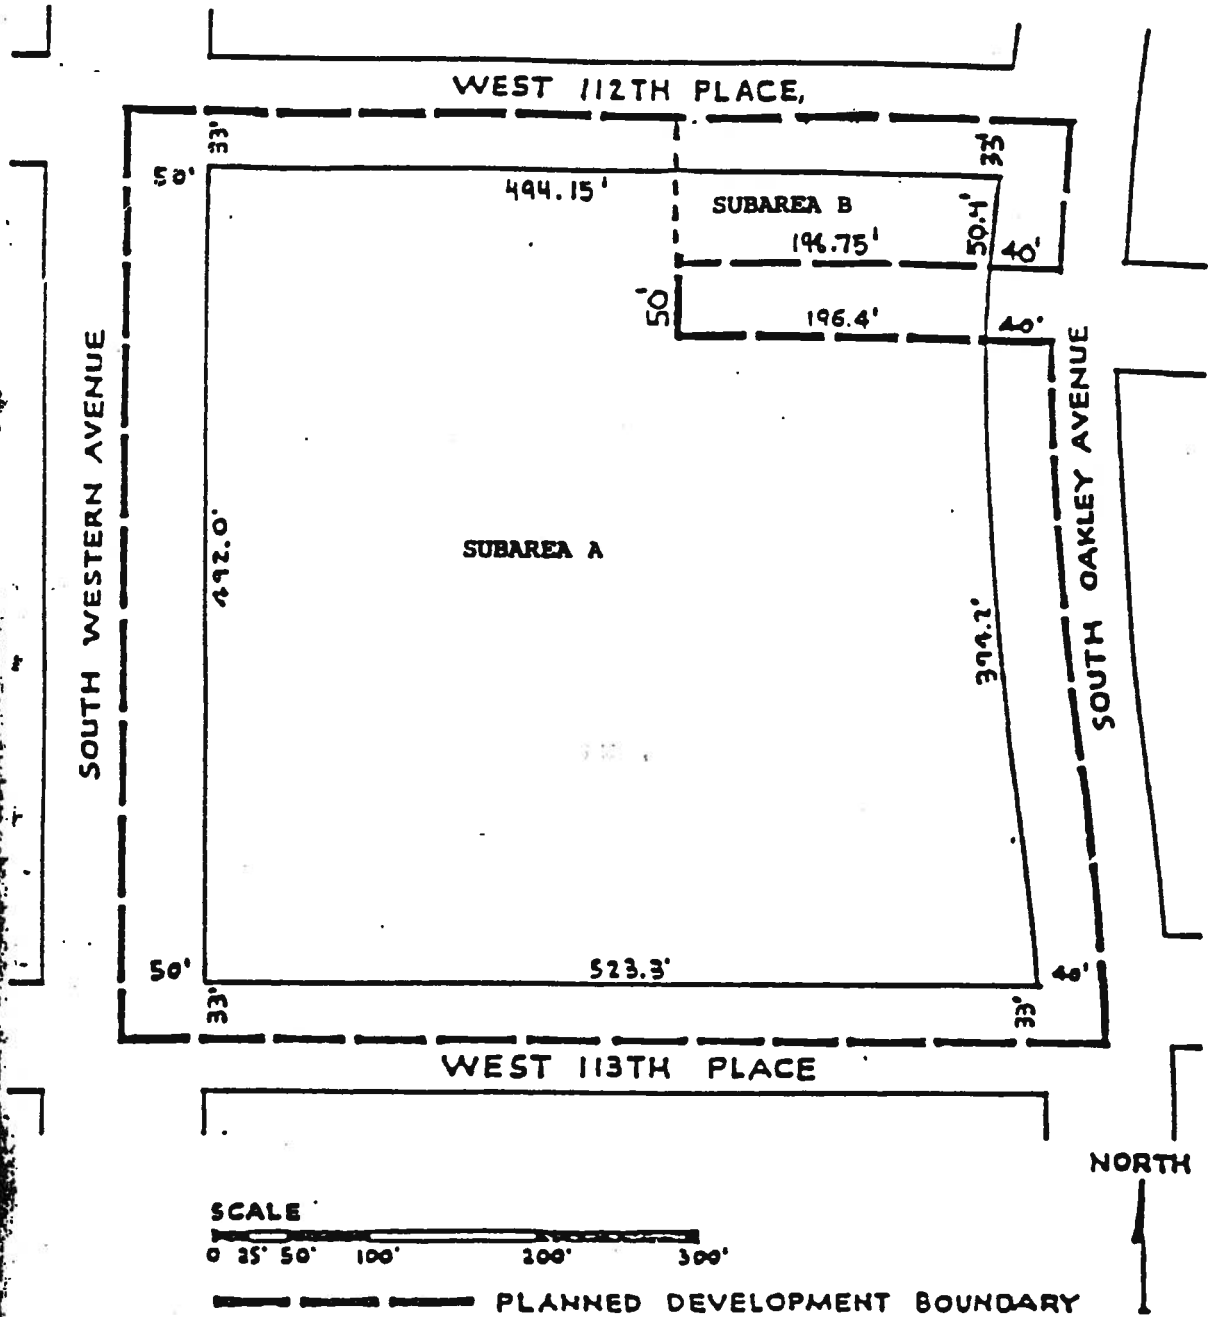 WEST 112TH PLACE,
33'
33'
50'
494.15'
SUBAREA B
50.4'
196.75'
40'
50'
196.4'
40'
SOUTH WESTERN AVENUE
SOUTH OAKLEY AVENUE
492.0'
SUBAREA A
394.2'
50'
523.3'
40'
33'
33'
WEST 113TH PLACE
NORTH
SCALE
0 25' 50' 100' 200' 300'
PLANNED DEVELOPMENT BOUNDARY